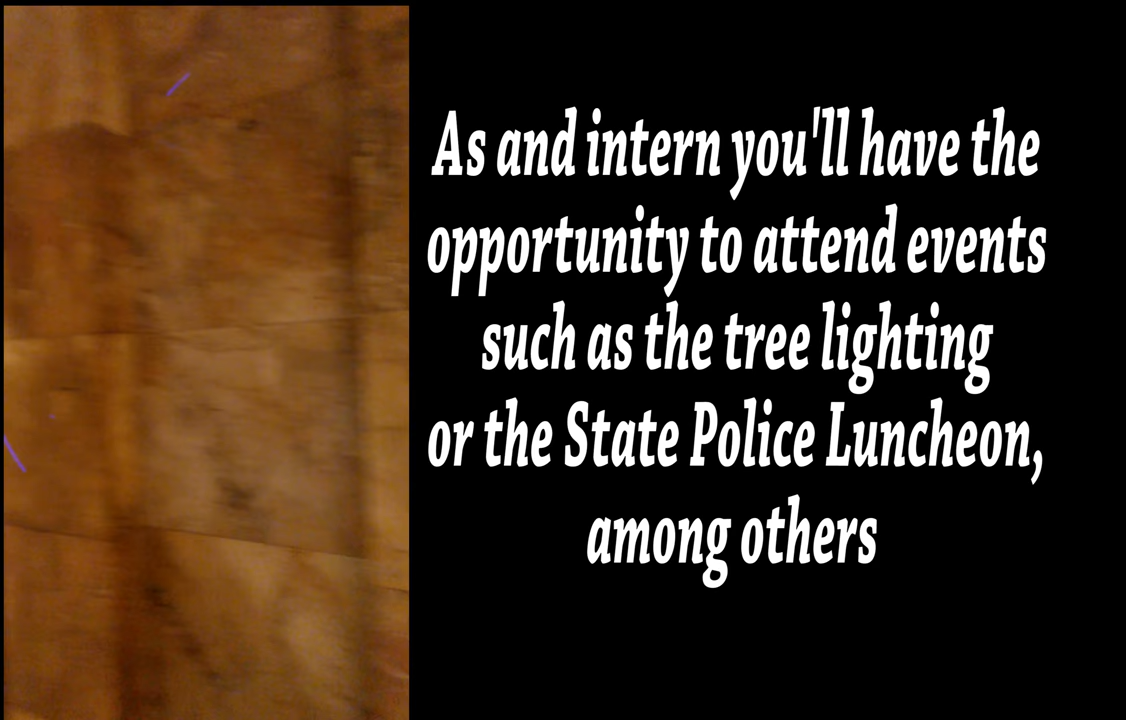 As and intern you'll have the
opportunity to attend events
such as the tree lighting
or the State Police Luncheon,
among others